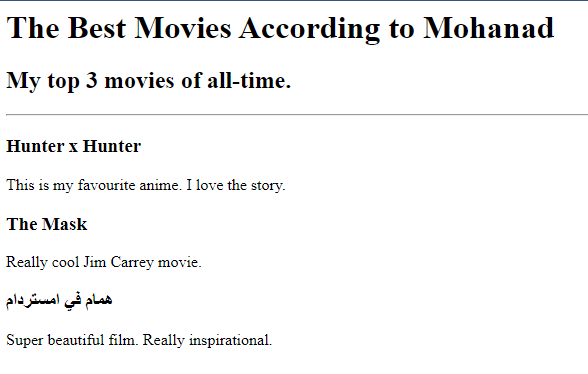 The Best Movies According to Mohanad
My top 3 movies of all-time.
Hunter x Hunter
This is my favourite anime. I love the story.
The Mask
Really cool Jim Carrey movie.
همام في امستردام
Super beautiful film. Really inspirational.